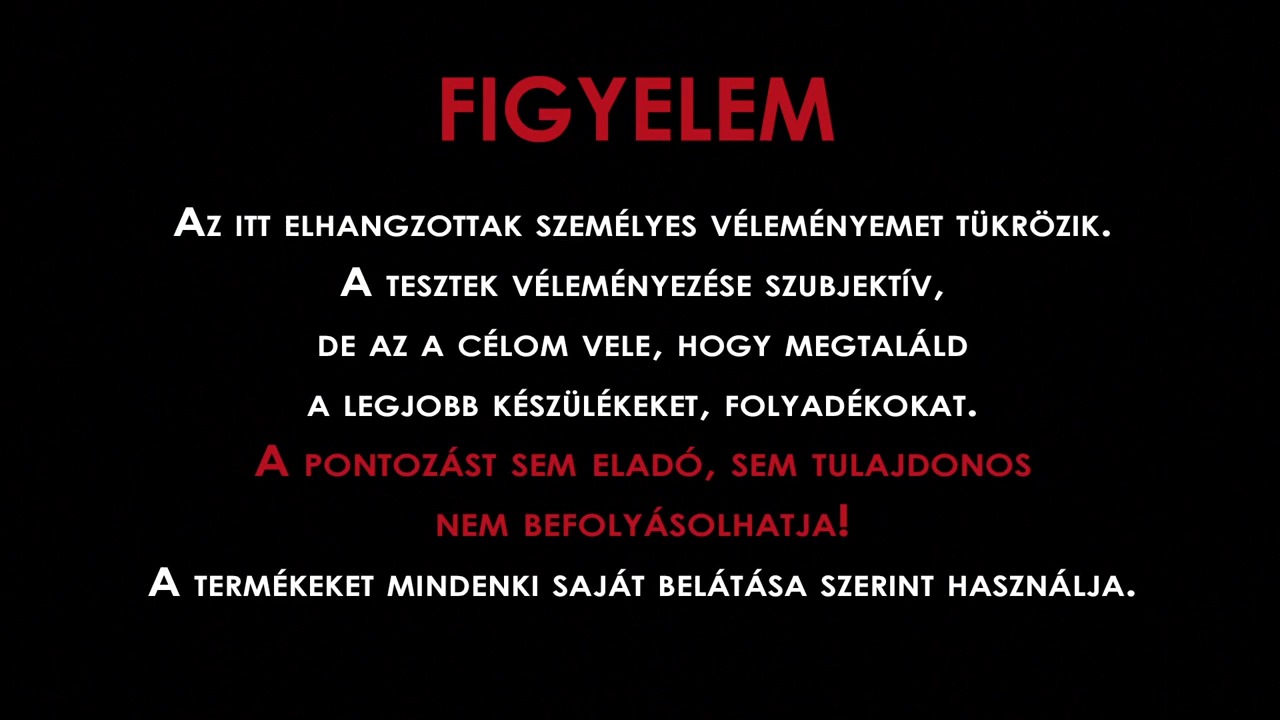 FIGYELEM
Az itt elhangzottak személyes véleményemet tükrözik.
A tesztek véleményezése szubjektív,
de az a célom vele, hogy megtaláld
a legjobb készülékeket, folyadékokat.
A pontozást sem eladó, sem tulajdonos
nem befolyásolhatja!
A termékeket mindenki saját belátása szerint használja.